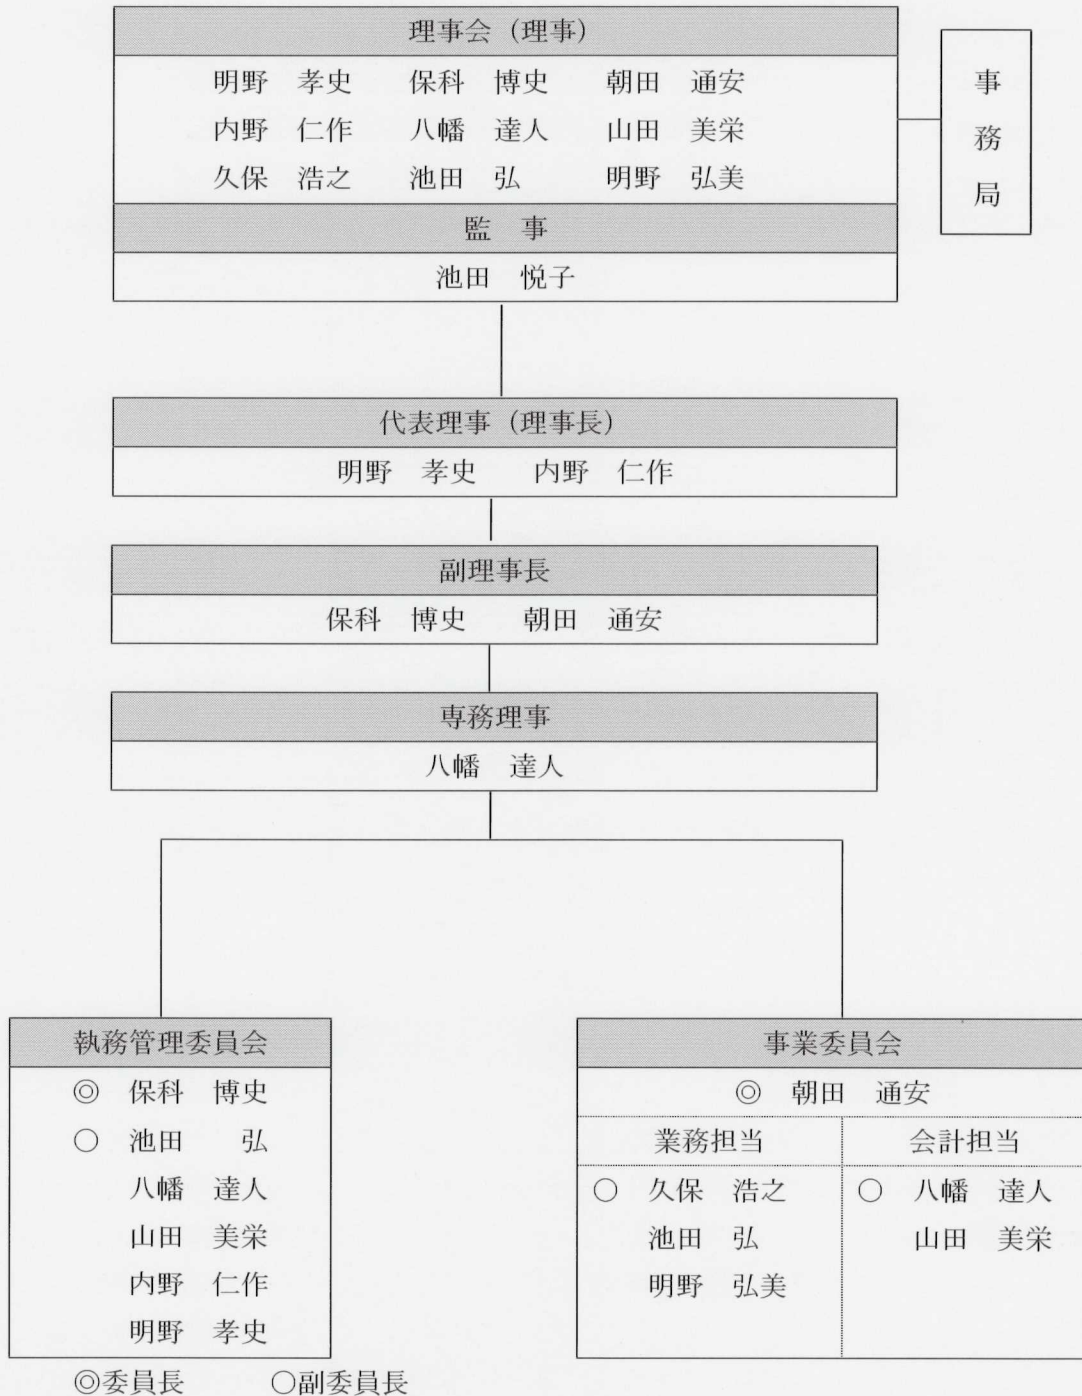 理事会（理事）
明野　孝史　　保科　博史　　朝田　通安
内野　仁作　　八幡　達人　　山田　美栄
久保　浩之　　池田　弘　　明野　弘美
事務局
監　事
池田　悦子
代表理事（理事長）
明野　孝史　　内野　仁作
副理事長
保科　博史　　朝田　通安
専務理事
八幡　達人
執務管理委員会
◎　保科　博史
○　池田　　弘
八幡　達人
山田　美栄
内野　仁作
明野　孝史
事業委員会
◎　朝田　通安
業務担当
○　久保　浩之
池田　弘
明野　弘美
会計担当
○　八幡　達人
山田　美栄
◎委員長　　○副委員長